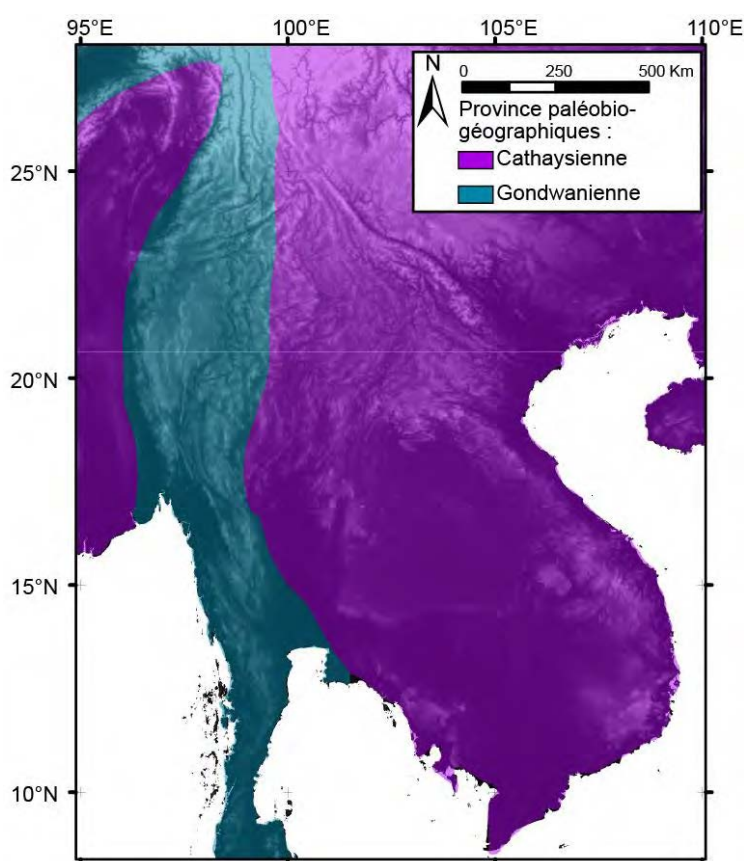 95°E
100°E
105°E
110°E
N
0
250
500 Km
Province paléobio-
géographiques :
Cathaysienne
Gondwanienne
25°N
20°N
15°N
10°N